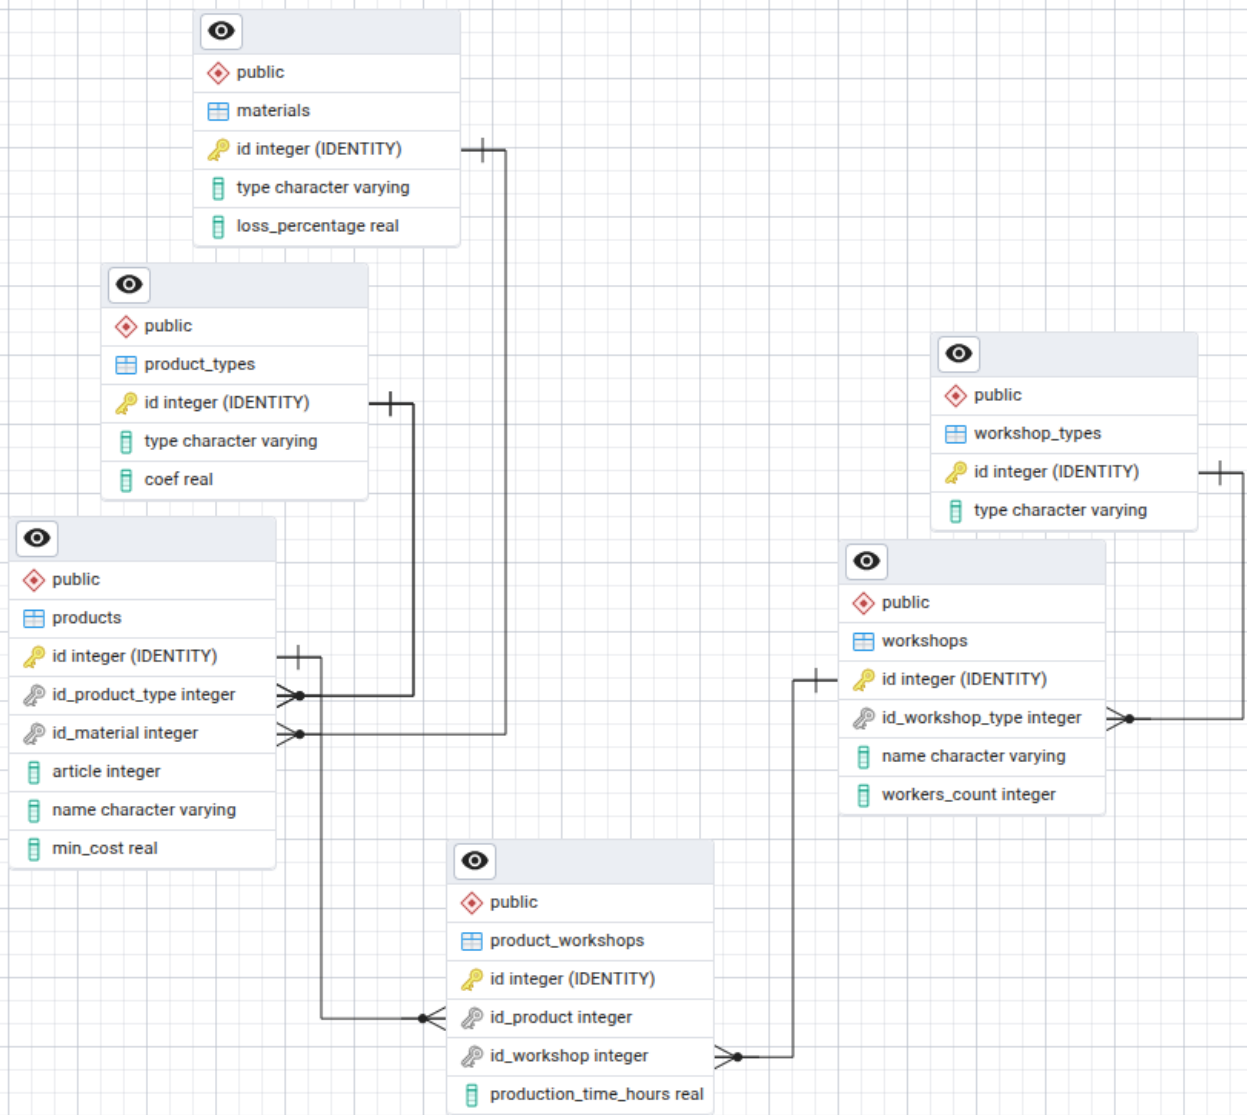 public
materials
id integer (IDENTITY)
type character varying
loss_percentage real
public
product_types
id integer (IDENTITY)
type character varying
coef real
public
products
id integer (IDENTITY)
id_product_type integer
id_material integer
article integer
name character varying
min_cost real
public
workshop_types
id integer (IDENTITY)
type character varying
public
workshops
id integer (IDENTITY)
id_workshop_type integer
name character varying
workers_count integer
public
product_workshops
id integer (IDENTITY)
id_product integer
id_workshop integer
production_time_hours real